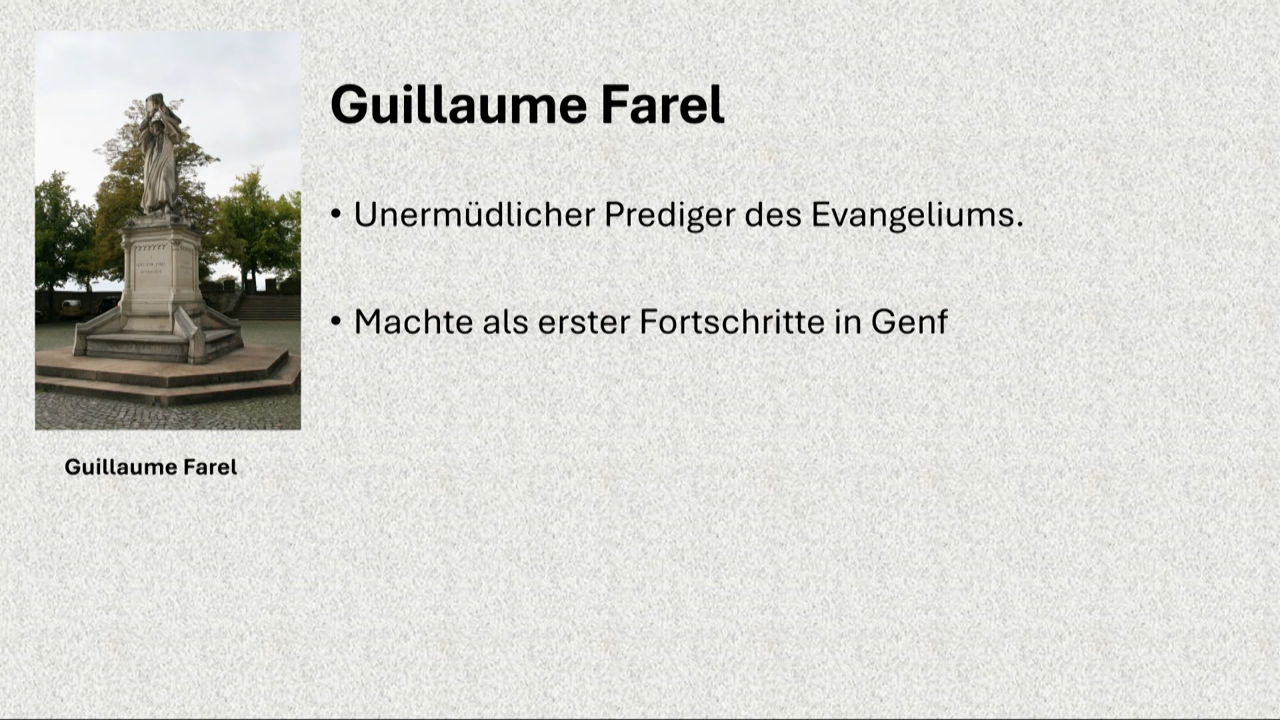 Guillaume Farel
• Unermüdlicher Prediger des Evangeliums.
• Machte als erster Fortschritte in Genf
Guillaume Farel